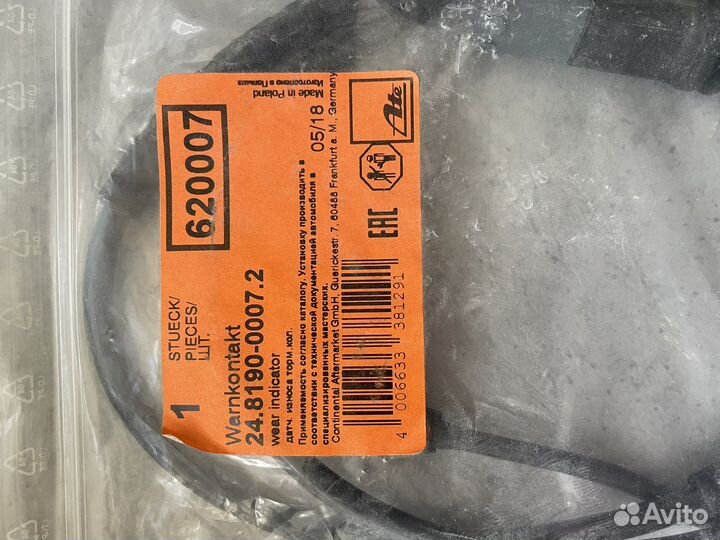 620007
Made in Poland
Изготовлено в Польше
05/18
Ate
1
STUECK/
PIECES/
ШТ.
Warnkontakt
24.8190-0007.2
wear indicator
датч. износа торм.кол.
Применяемость согласно каталогу. Установку производить в
соответствии с технической документацией автомобиля в
специализированных мастерских.
Continental Aftermarket GmbH, Guerickestr. 7, 60488 Frankfurt a. M., Germany
EAC
4 006633 381291
Avito